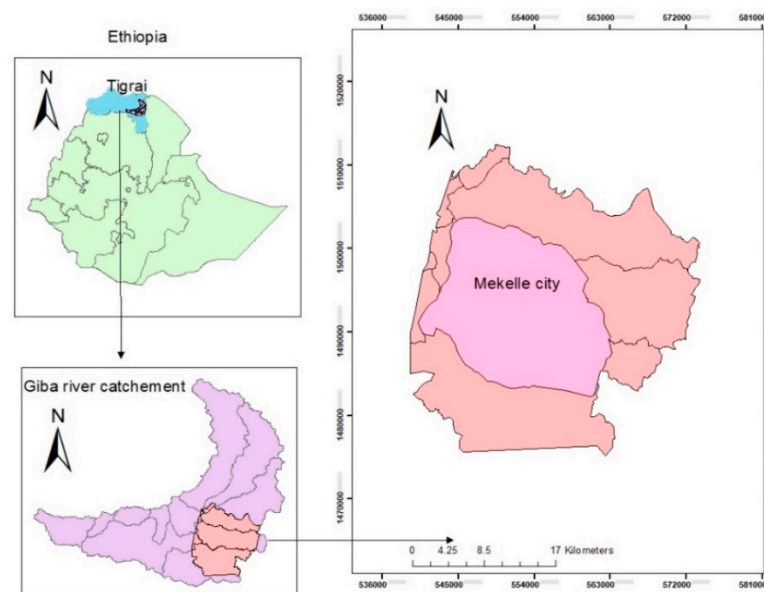 Ethiopia
N
Tigrai
Giba river catchement
N
536000 545000 554000 563000 572000 581000
1520000
1510000
1500000
1490000
1480000
1470000
N
Mekelle city
0 4.25 8.5 17 Kilometers
536000 545000 554000 563000 572000 581000